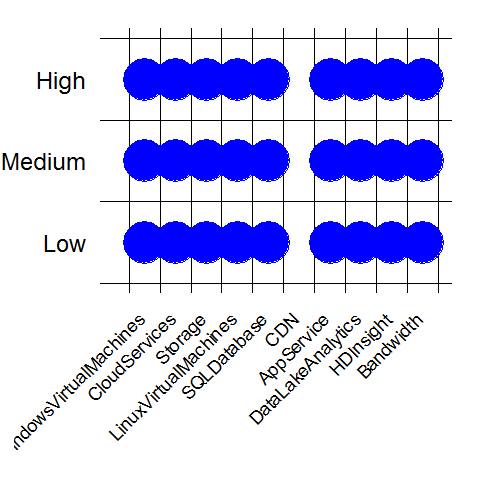 High
Medium
Low
ndowsVirtualMachines
CloudServices
Storage
LinuxVirtualMachines
SQLDatabase
CDN
AppService
DataLakeAnalytics
HDInsight
Bandwidth